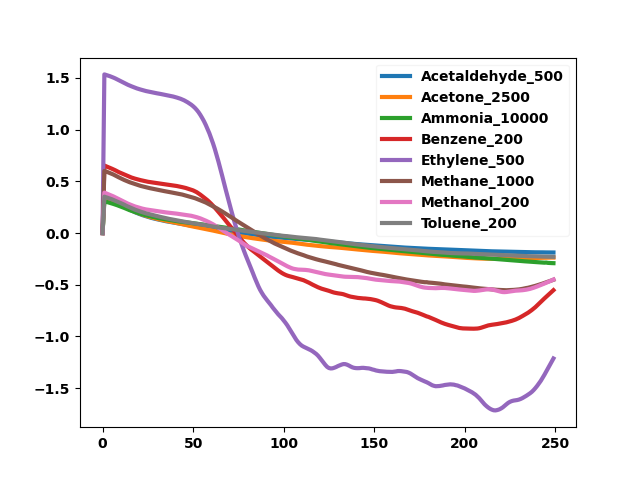 1.5
1.0
0.5
0.0
−0.5
−1.0
−1.5
0
50
100
150
200
250
Acetaldehyde_500
Acetone_2500
Ammonia_10000
Benzene_200
Ethylene_500
Methane_1000
Methanol_200
Toluene_200